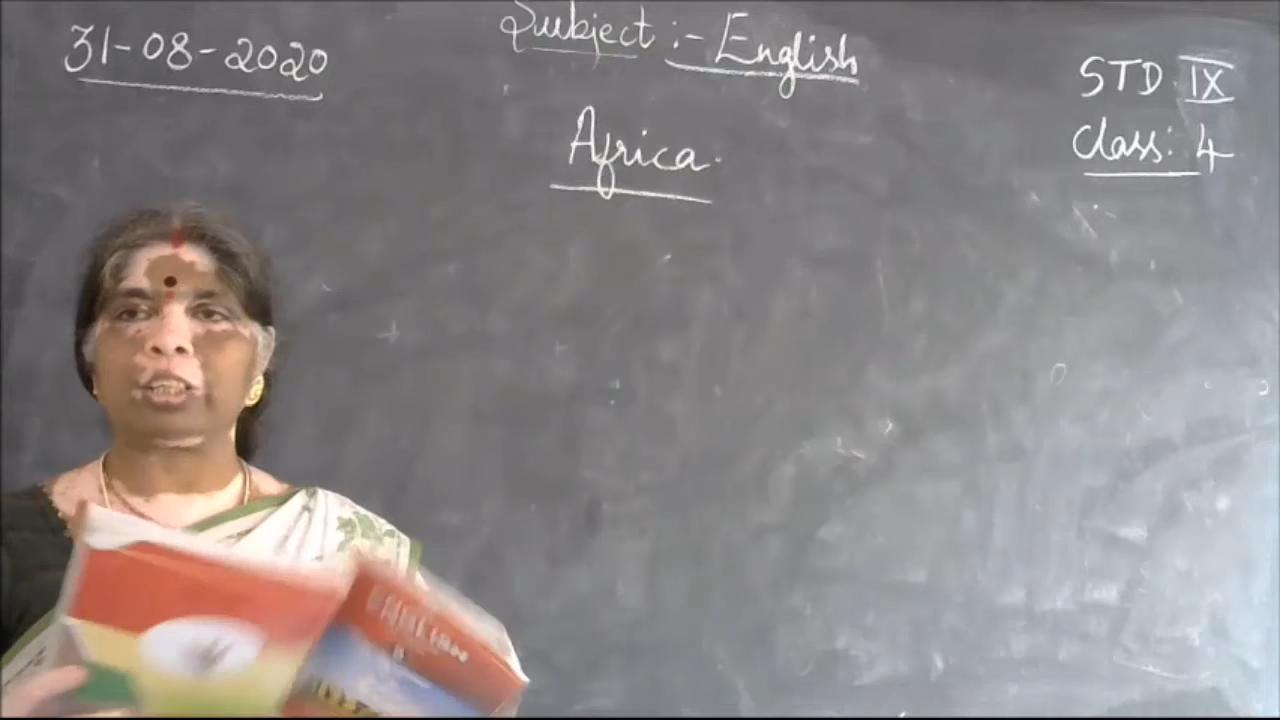 31-08-2020
Subject :- English
STD IX
Class: 4
Africa.
ENGLISH